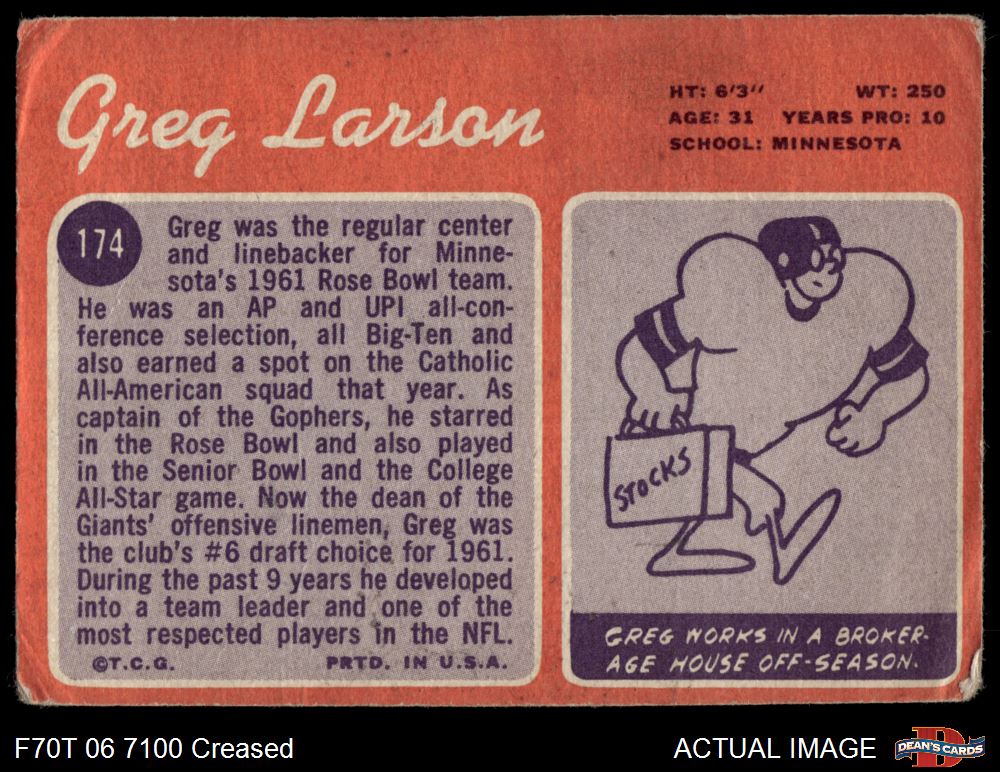 Greg Larson
HT: 6'3" WT: 250
AGE: 31 YEARS PRO: 10
SCHOOL: MINNESOTA
174
Greg was the regular center
and linebacker for Minne-
sota's 1961 Rose Bowl team.
He was an AP and UPI all-con-
ference selection, all Big-Ten and
also earned a spot on the Catholic
All-American squad that year. As
captain of the Gophers, he starred
in the Rose Bowl and also played
in the Senior Bowl and the College
All-Star game. Now the dean of the
Giants' offensive linemen, Greg was
the club's #6 draft choice for 1961.
During the past 9 years he developed
into a team leader and one of the
most respected players in the NFL.
©T.C.G. PRTD. IN U.S.A.
STOCKS
GREG WORKS IN A BROKER-
AGE HOUSE OFF-SEASON.
F70T 06 7100 Creased
ACTUAL IMAGE
D
DEAN'S CARDS